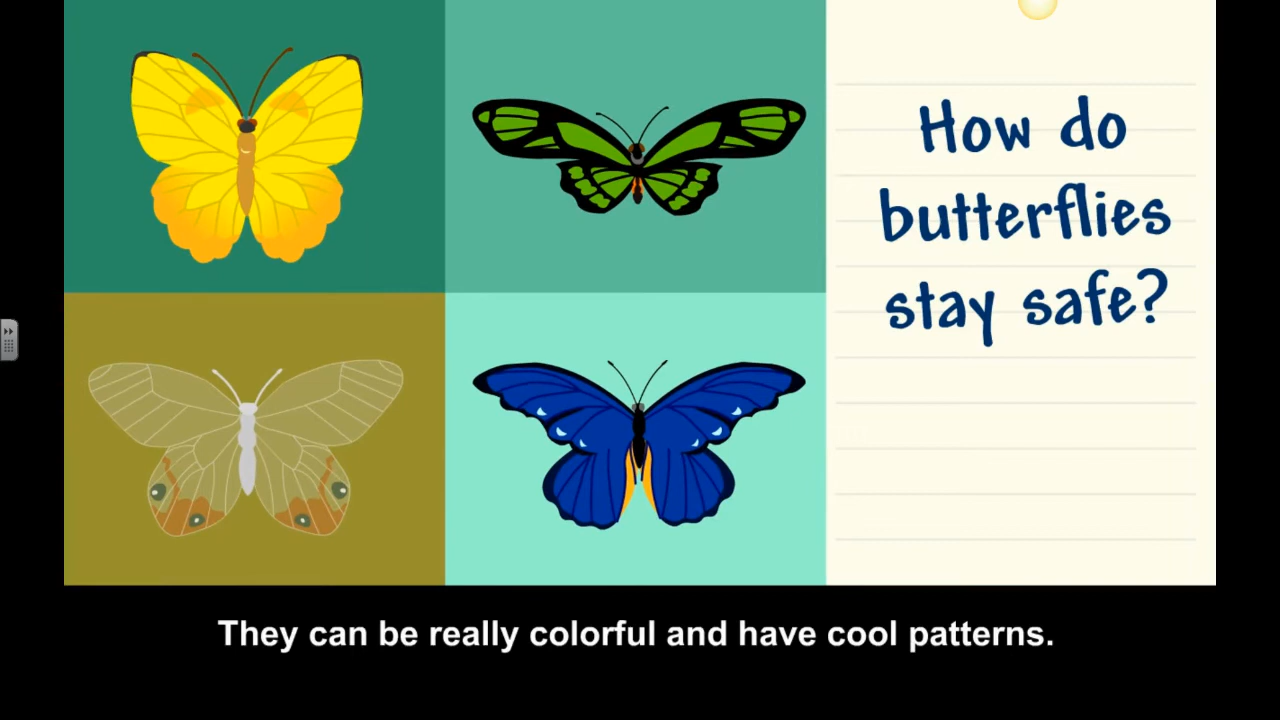 How do
butterflies
stay safe?
They can be really colorful and have cool patterns.